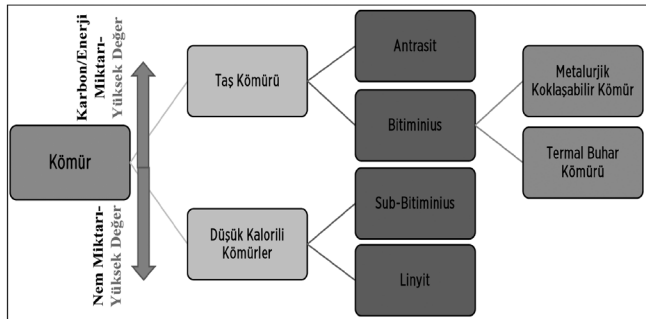 Karbon/Enerji
Miktarı-
Yüksek Değer
Nem Miktarı-
Yüksek Değer
Kömür
Taş Kömürü
Düşük Kalorili
Kömürler
Antrasit
Bitiminius
Sub-Bitiminius
Linyit
Metalurjik
Koklaşabilir Kömür
Termal Buhar
Kömürü